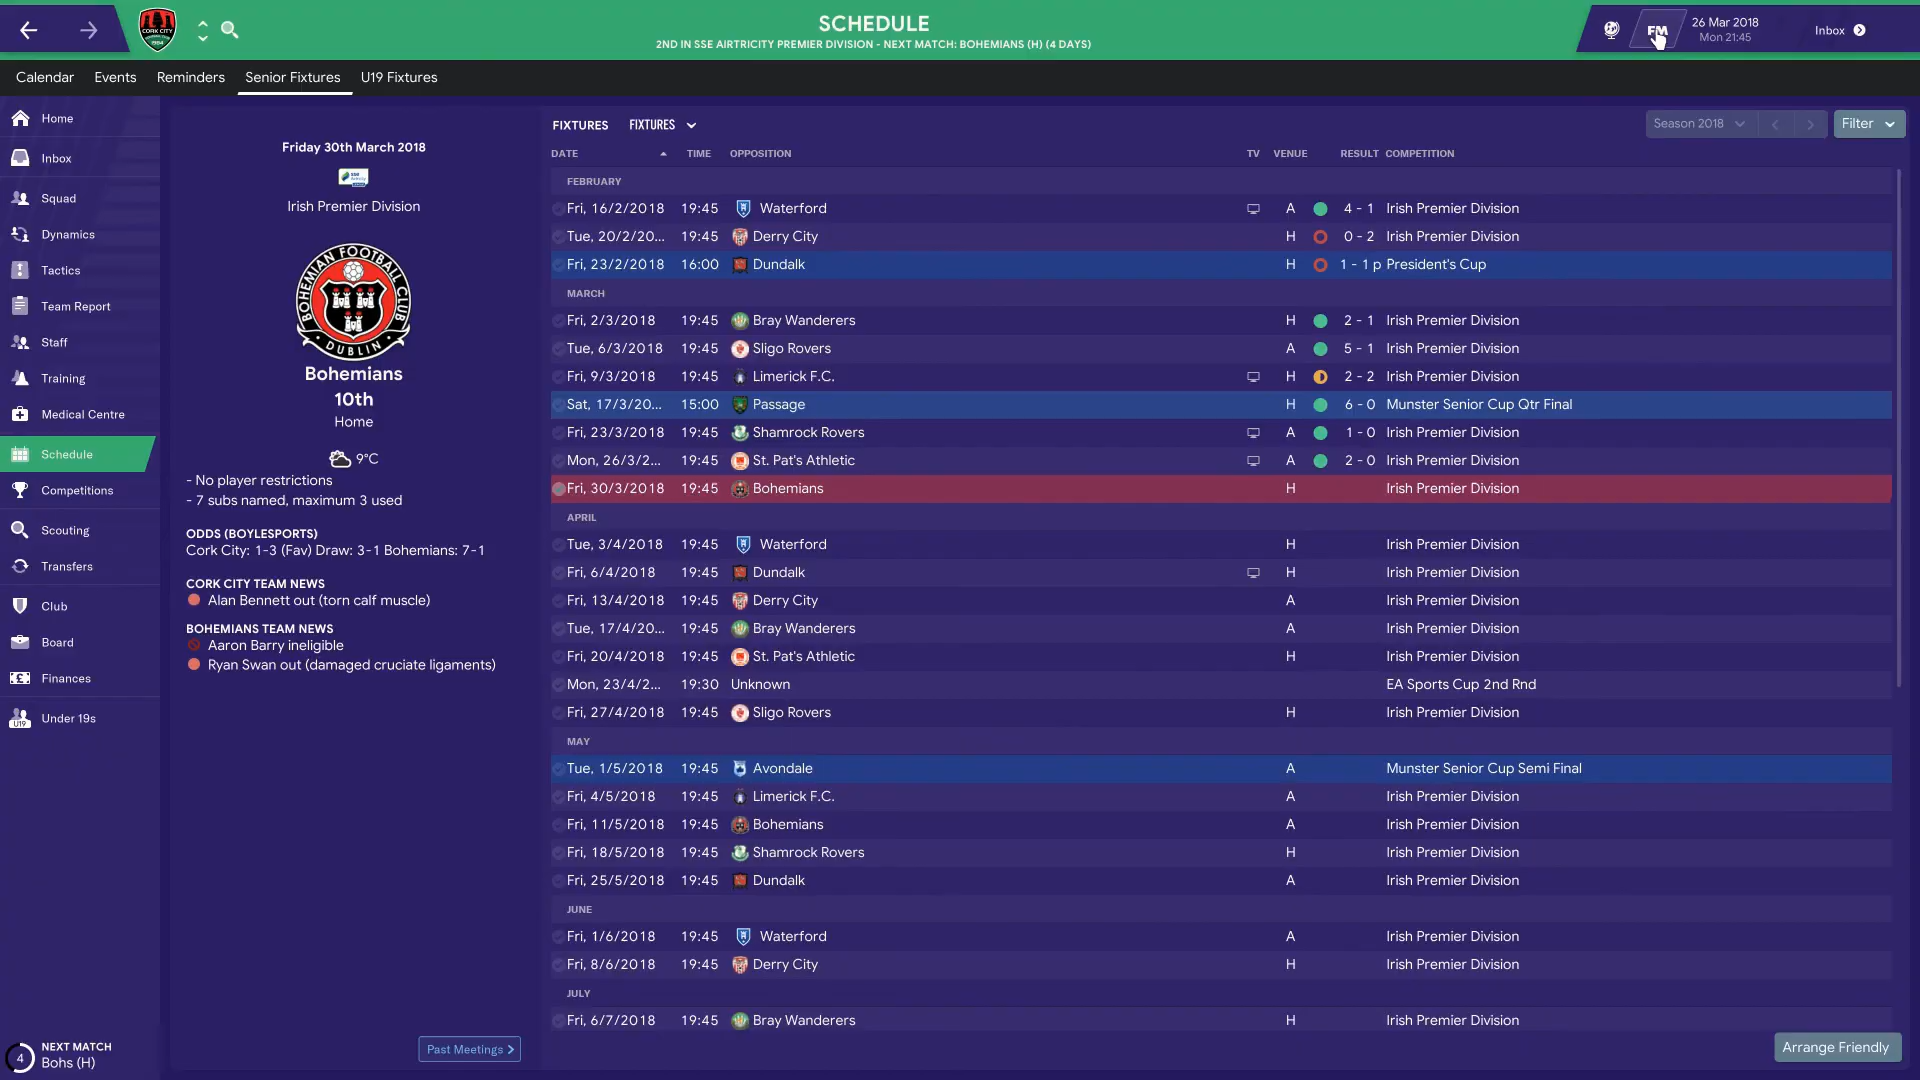 SCHEDULE
2ND IN SSE AIRTRICITY PREMIER DIVISION - NEXT MATCH: BOHEMIANS (H) (4 DAYS)
CORK CITY
FM
26 Mar 2018
Mon 21:45
Inbox
Calendar
Events
Reminders
Senior Fixtures
U19 Fixtures
Home
Inbox
Squad
Dynamics
Tactics
Team Report
Staff
Training
Medical Centre
Schedule
Competitions
Scouting
Transfers
Club
Board
Finances
U19
Under 19s
4
NEXT MATCH
Bohs (H)
Friday 30th March 2018
Irish Premier Division
BOHEMIAN FOOTBALL CLUB
DUBLIN
Bohemians
10th
Home
9°C
- No player restrictions
- 7 subs named, maximum 3 used
ODDS (BOYLESPORTS)
Cork City: 1-3 (Fav) Draw: 3-1 Bohemians: 7-1
CORK CITY TEAM NEWS
Alan Bennett out (torn calf muscle)
BOHEMIANS TEAM NEWS
Aaron Barry ineligible
Ryan Swan out (damaged cruciate ligaments)
Past Meetings
FIXTURES FIXTURES
Season 2018
Filter
DATE TIME OPPOSITION TV VENUE RESULT COMPETITION
FEBRUARY
Fri, 16/2/2018 19:45 Waterford A 4 - 1 Irish Premier Division
Tue, 20/2/20... 19:45 Derry City H 0 - 2 Irish Premier Division
Fri, 23/2/2018 16:00 Dundalk H 1 - 1 p President's Cup
MARCH
Fri, 2/3/2018 19:45 Bray Wanderers H 2 - 1 Irish Premier Division
Tue, 6/3/2018 19:45 Sligo Rovers A 5 - 1 Irish Premier Division
Fri, 9/3/2018 19:45 Limerick F.C. H 2 - 2 Irish Premier Division
Sat, 17/3/20... 15:00 Passage H 6 - 0 Munster Senior Cup Qtr Final
Fri, 23/3/2018 19:45 Shamrock Rovers A 1 - 0 Irish Premier Division
Mon, 26/3/2... 19:45 St. Pat's Athletic A 2 - 0 Irish Premier Division
Fri, 30/3/2018 19:45 Bohemians H Irish Premier Division
APRIL
Tue, 3/4/2018 19:45 Waterford H Irish Premier Division
Fri, 6/4/2018 19:45 Dundalk H Irish Premier Division
Fri, 13/4/2018 19:45 Derry City A Irish Premier Division
Tue, 17/4/20... 19:45 Bray Wanderers A Irish Premier Division
Fri, 20/4/2018 19:45 St. Pat's Athletic H Irish Premier Division
Mon, 23/4/2... 19:30 Unknown EA Sports Cup 2nd Rnd
Fri, 27/4/2018 19:45 Sligo Rovers H Irish Premier Division
MAY
Tue, 1/5/2018 19:45 Avondale A Munster Senior Cup Semi Final
Fri, 4/5/2018 19:45 Limerick F.C. A Irish Premier Division
Fri, 11/5/2018 19:45 Bohemians A Irish Premier Division
Fri, 18/5/2018 19:45 Shamrock Rovers H Irish Premier Division
Fri, 25/5/2018 19:45 Dundalk A Irish Premier Division
JUNE
Fri, 1/6/2018 19:45 Waterford A Irish Premier Division
Fri, 8/6/2018 19:45 Derry City H Irish Premier Division
JULY
Fri, 6/7/2018 19:45 Bray Wanderers H Irish Premier Division
Arrange Friendly